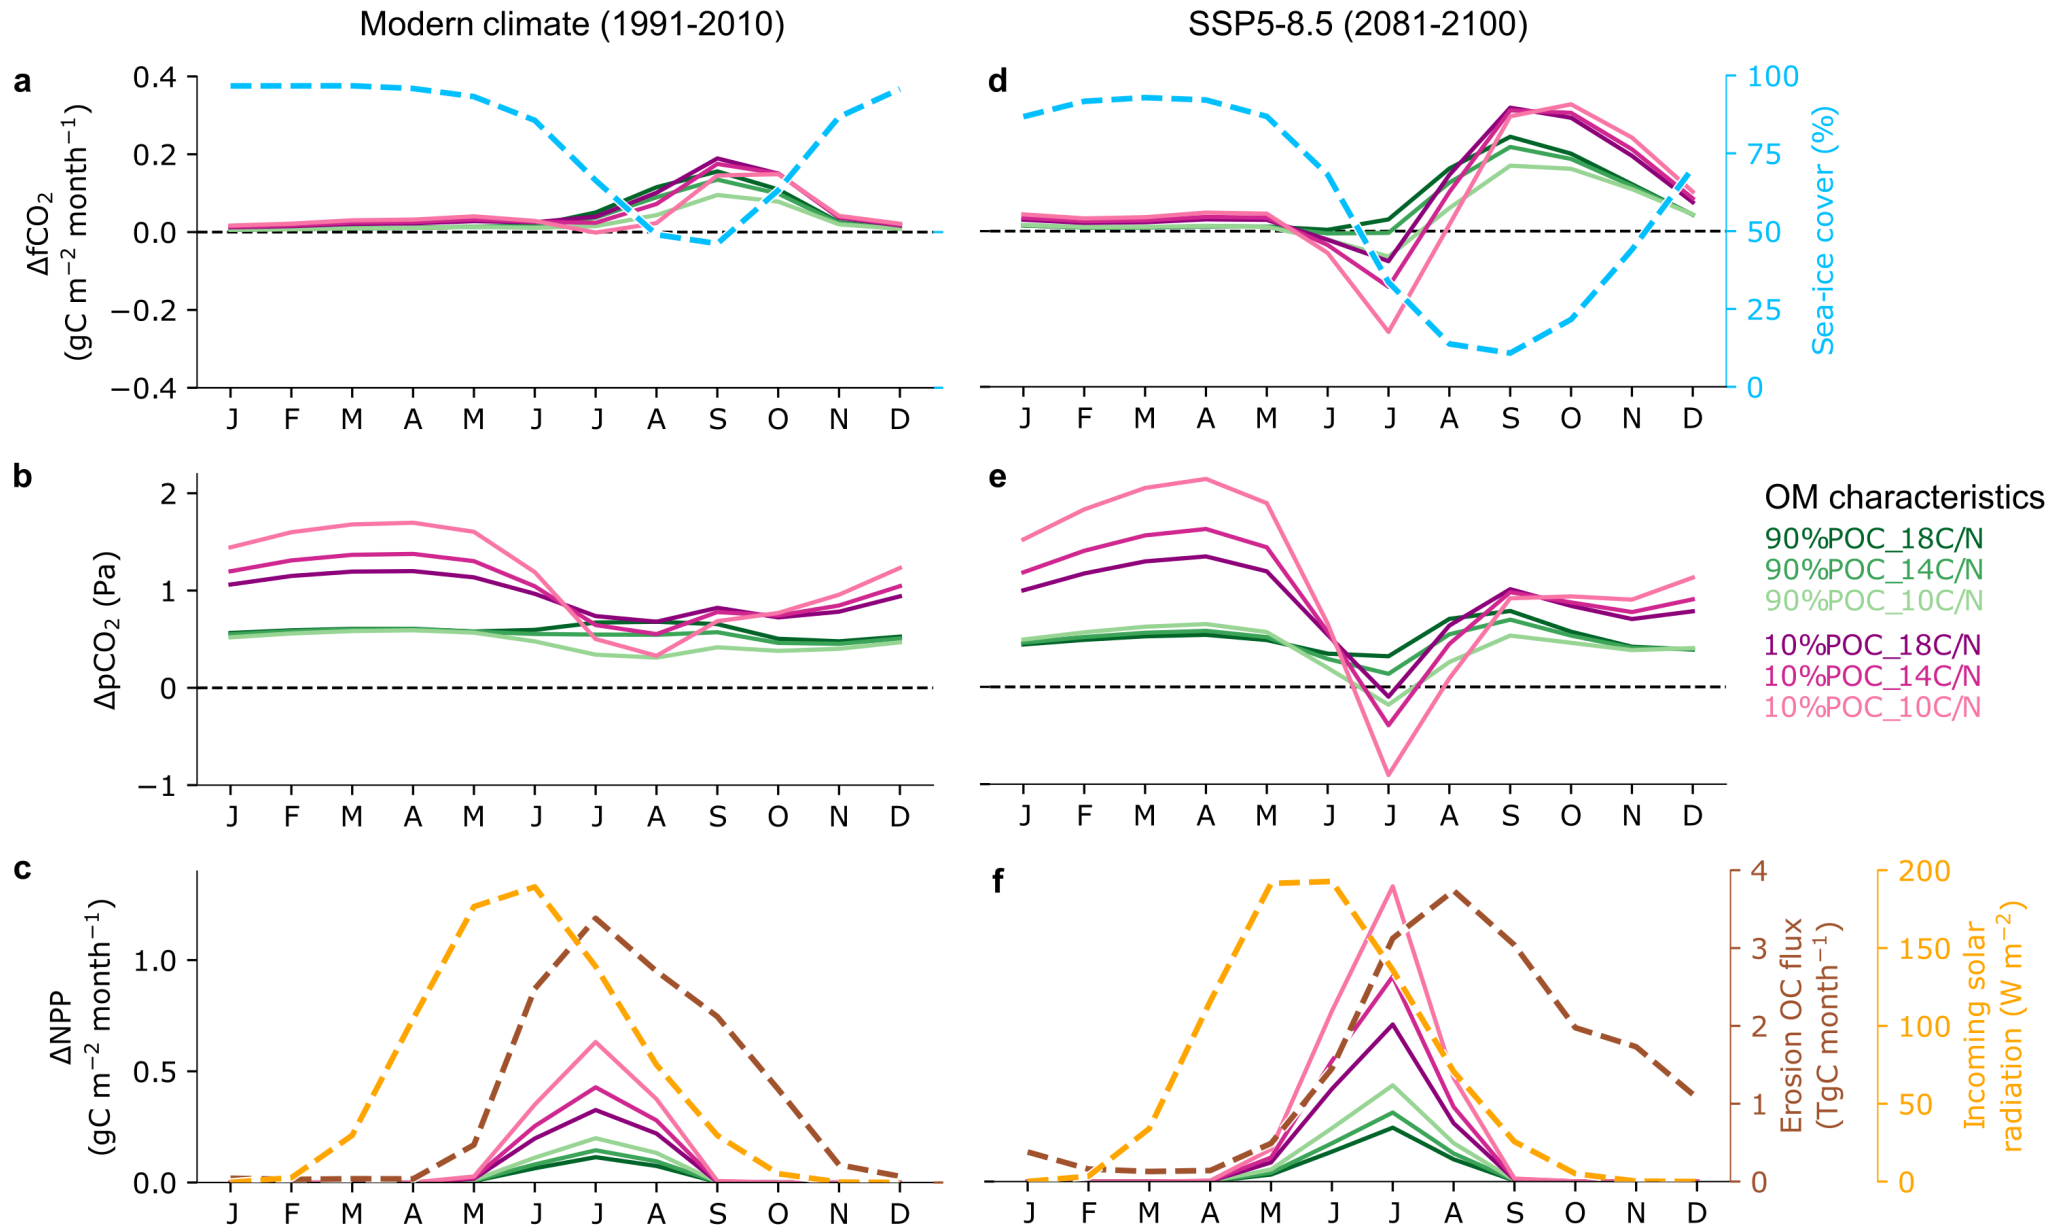 Modern climate (1991-2010)
SSP5-8.5 (2081-2100)
a
ΔfCO₂
(gC m⁻² month⁻¹)
0.4
0.2
0.0
−0.2
−0.4
J F M A M J J A S O N D
d
100
75
50
25
0
Sea-ice cover (%)
J F M A M J J A S O N D
b
ΔpCO₂ (Pa)
2
1
0
−1
J F M A M J J A S O N D
e
J F M A M J J A S O N D
OM characteristics
90%POC_18C/N
90%POC_14C/N
90%POC_10C/N
10%POC_18C/N
10%POC_14C/N
10%POC_10C/N
c
ΔNPP
(gC m⁻² month⁻¹)
1.0
0.5
0.0
J F M A M J J A S O N D
f
4
3
2
1
0
Erosion OC flux
(TgC month⁻¹)
200
150
100
50
0
Incoming solar
radiation (W m⁻²)
J F M A M J J A S O N D